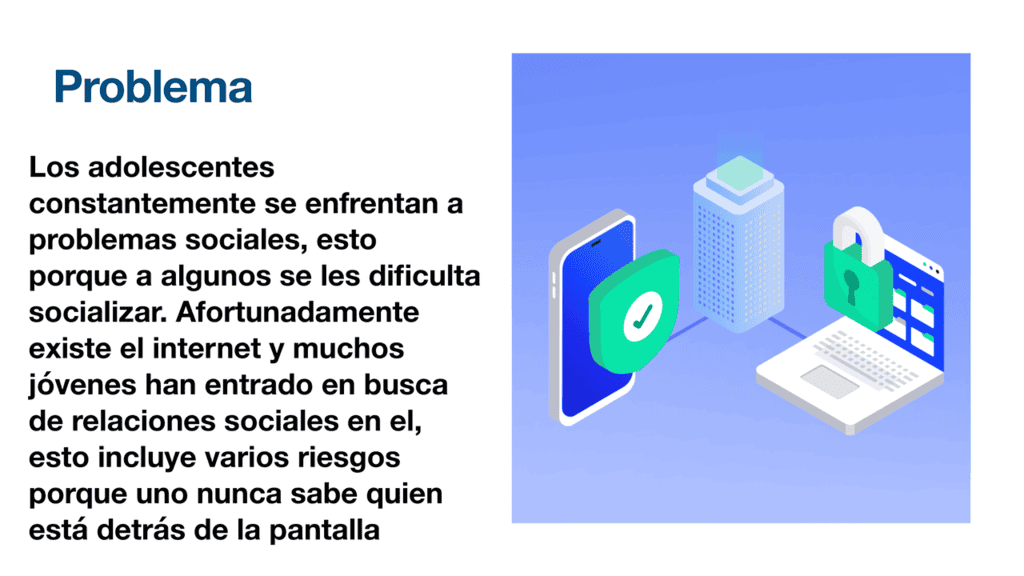 Problema
Los adolescentes
constantemente se enfrentan a
problemas sociales, esto
porque a algunos se les dificulta
socializar. Afortunadamente
existe el internet y muchos
jóvenes han entrado en busca
de relaciones sociales en el,
esto incluye varios riesgos
porque uno nunca sabe quien
está detrás de la pantalla